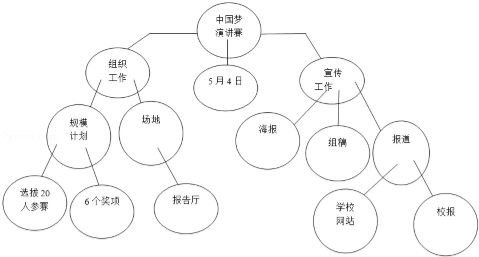 中国梦
演讲赛
组织
工作
5月4日
宣传
工作
规模
计划
场地
海报
组稿
报道
选拔20
人参赛
6个奖项
报告厅
学校
网站
校报